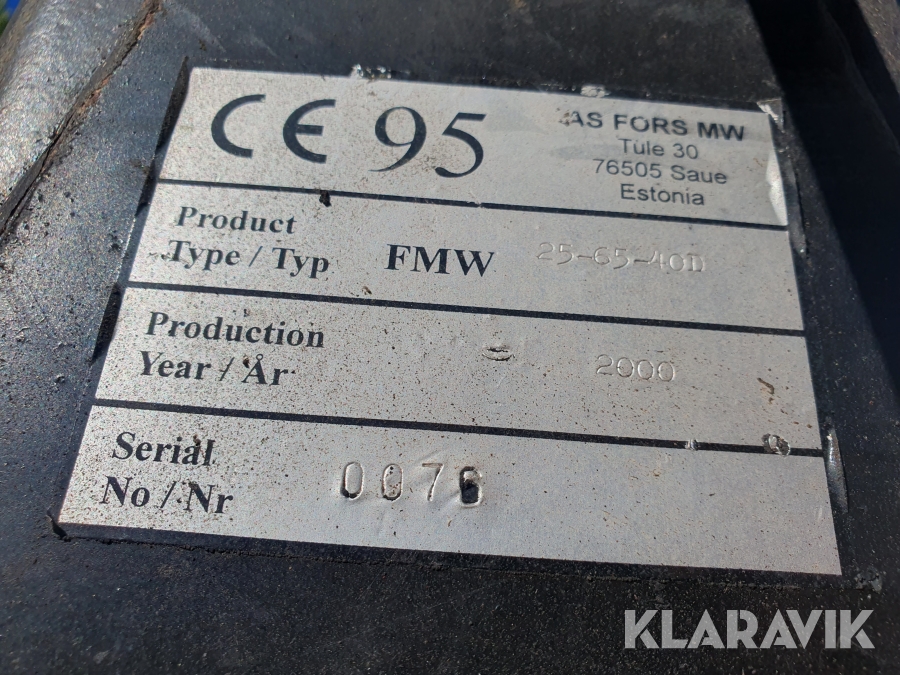 CE 95
AS FORS MW
Tule 30
76505 Saue
Estonia
Product
Type / Typ FMW 25-65-40D
Production
Year / År 2000
Serial
No / Nr 0076
KLARAVIK